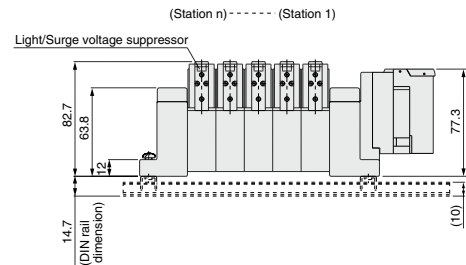 (Station n) ------ (Station 1)
Light/Surge voltage suppressor
82.7
63.8
12
77.3
14.7
(DIN rail
dimension)
(10)